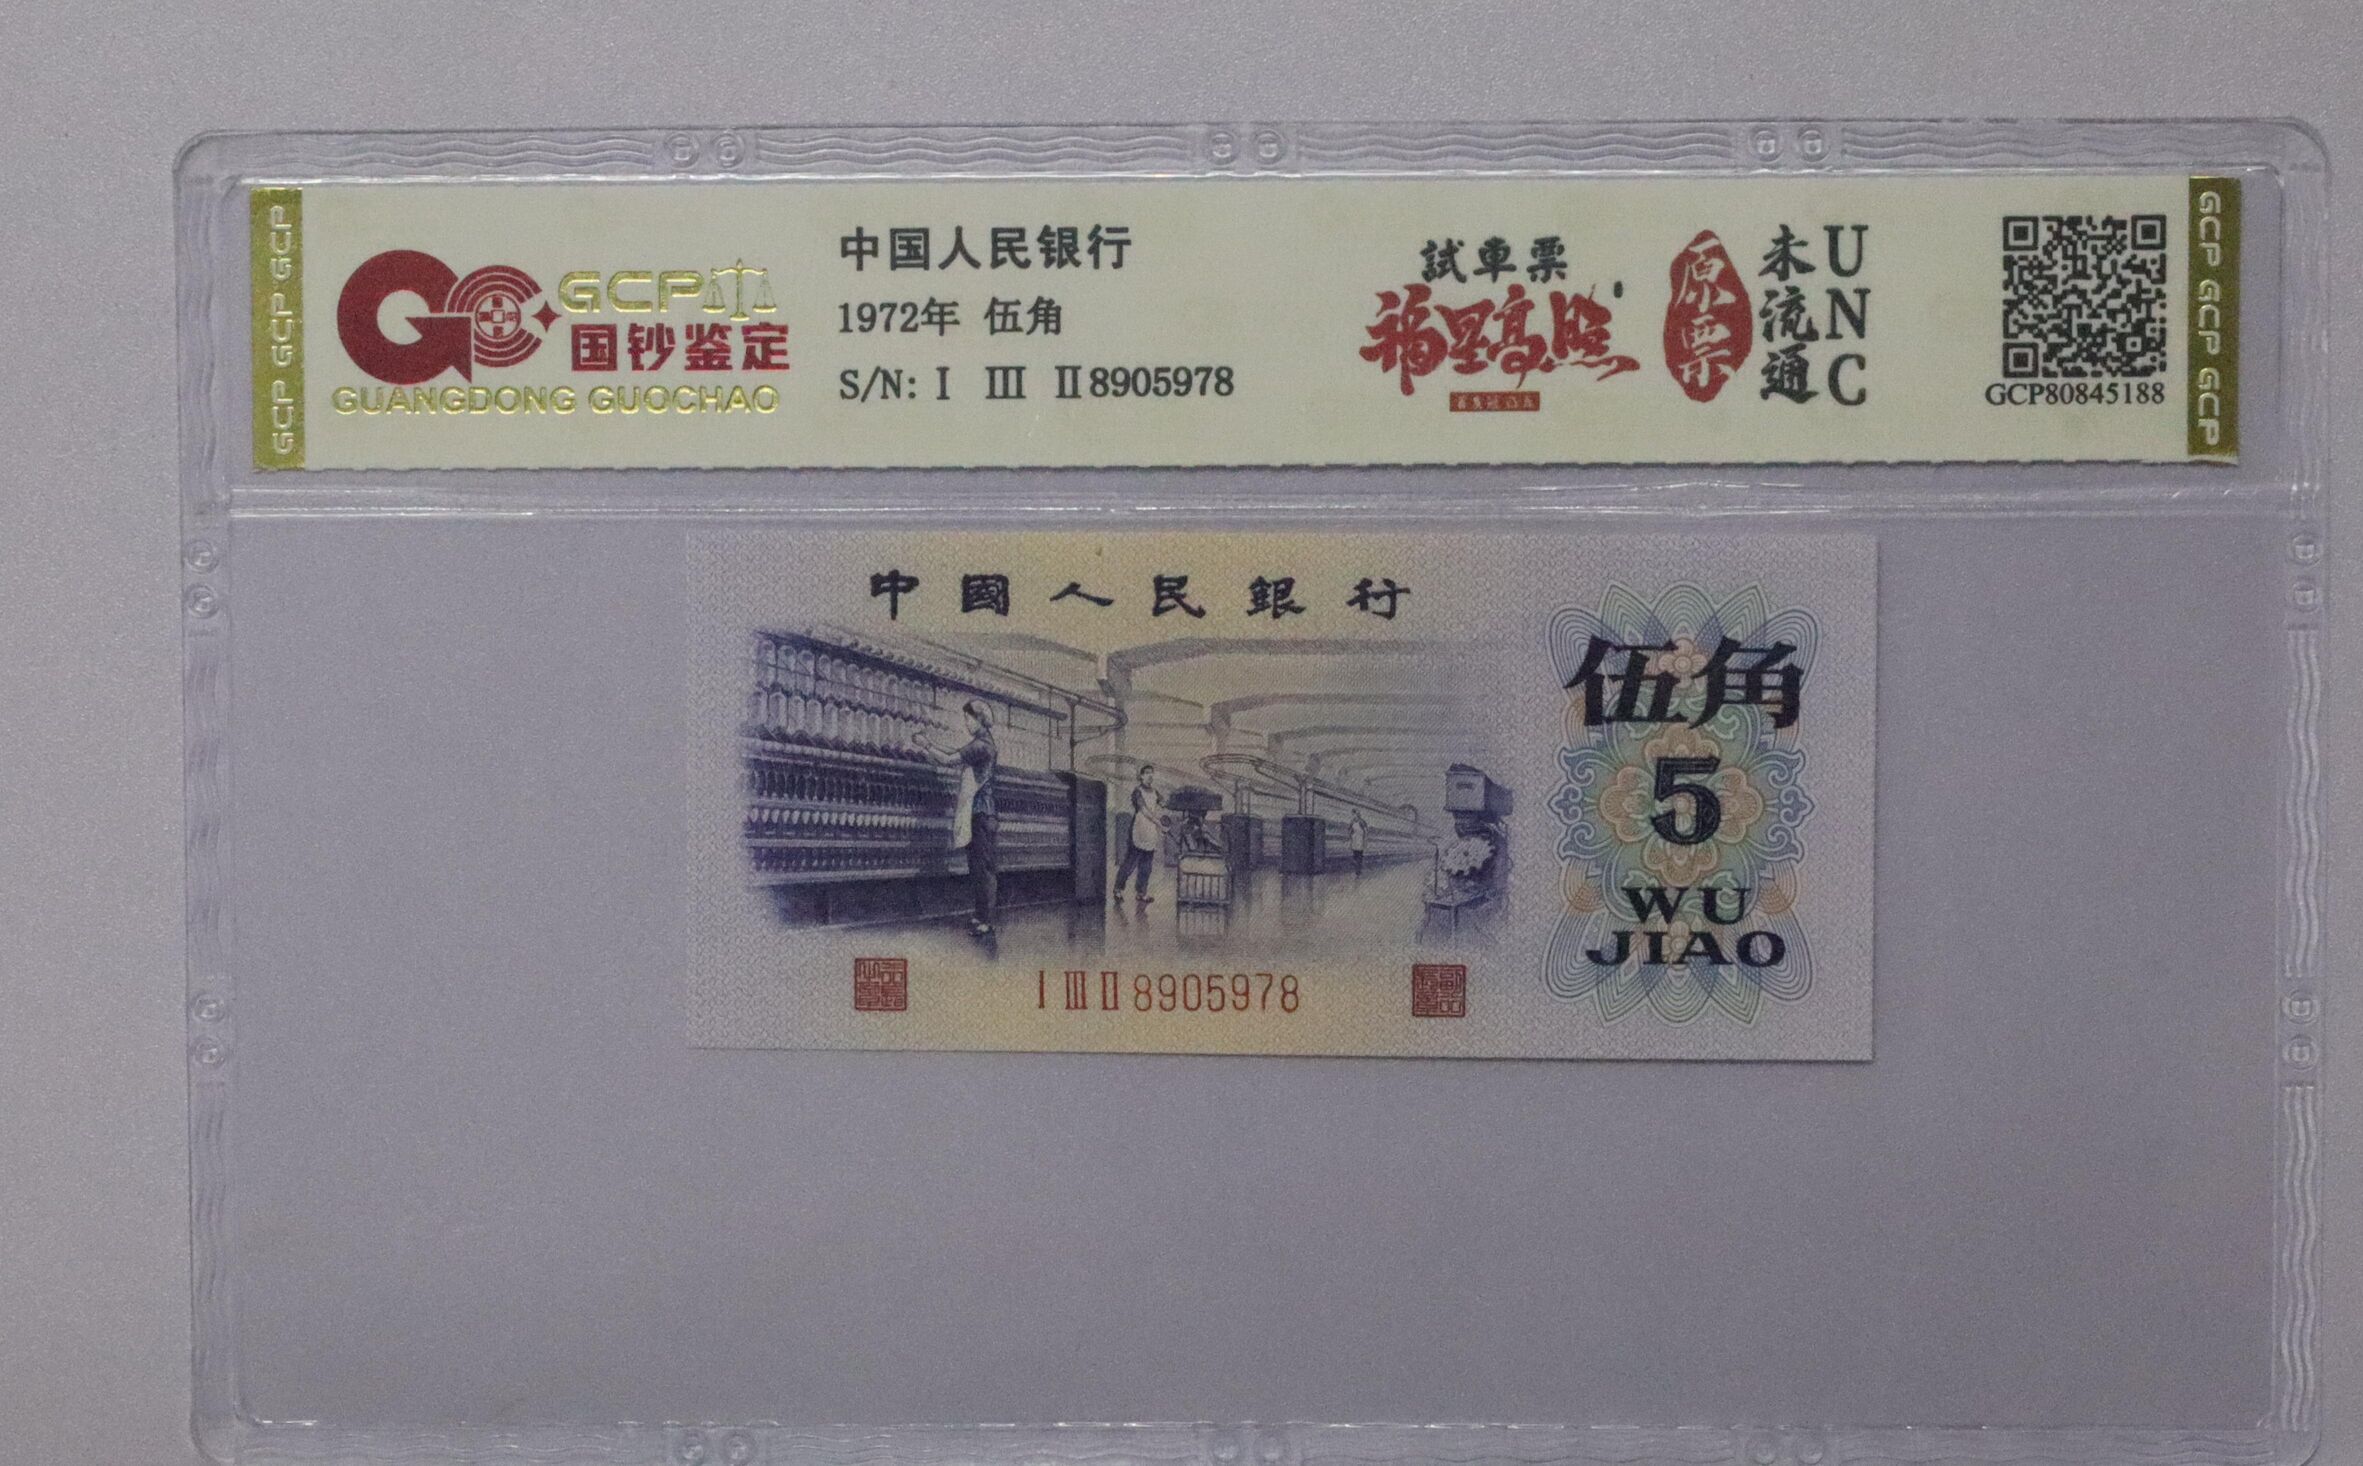 GCP GCP GCP
GCP
国钞鉴定
GUANGDONG GUOCHAO
中国人民银行
1972年 伍角
S/N: I III II 8905978
試車票
福星高照
原票
未流通
UNC
GCP80845188
GCP GCP GCP
中國人民銀行
伍角
5
WU
JIAO
I III II 8905978